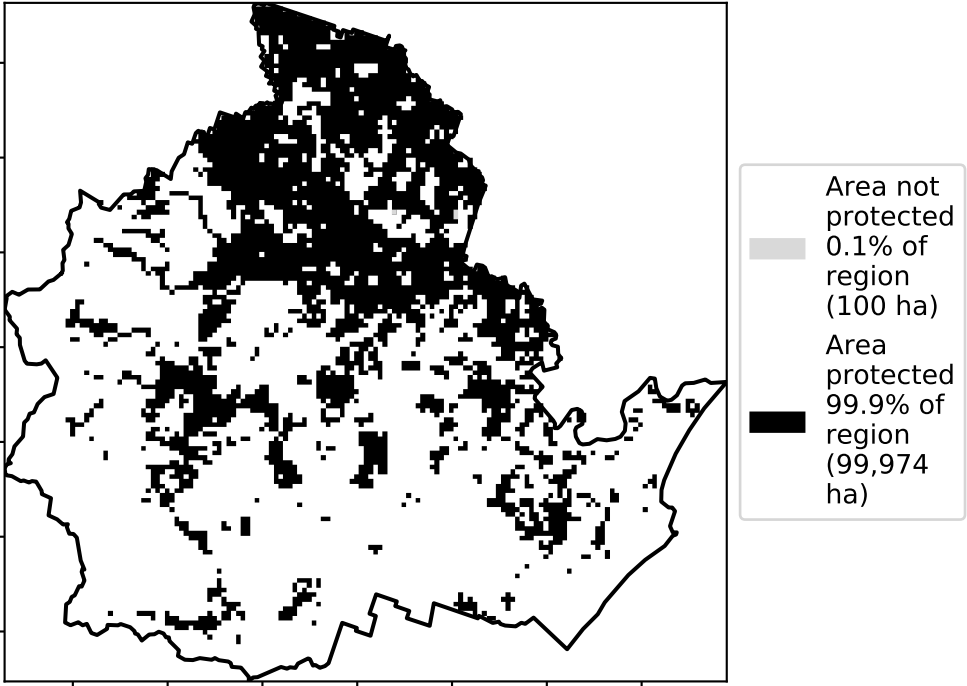 Area not
protected
0.1% of
region
(100 ha)
Area
protected
99.9% of
region
(99,974
ha)